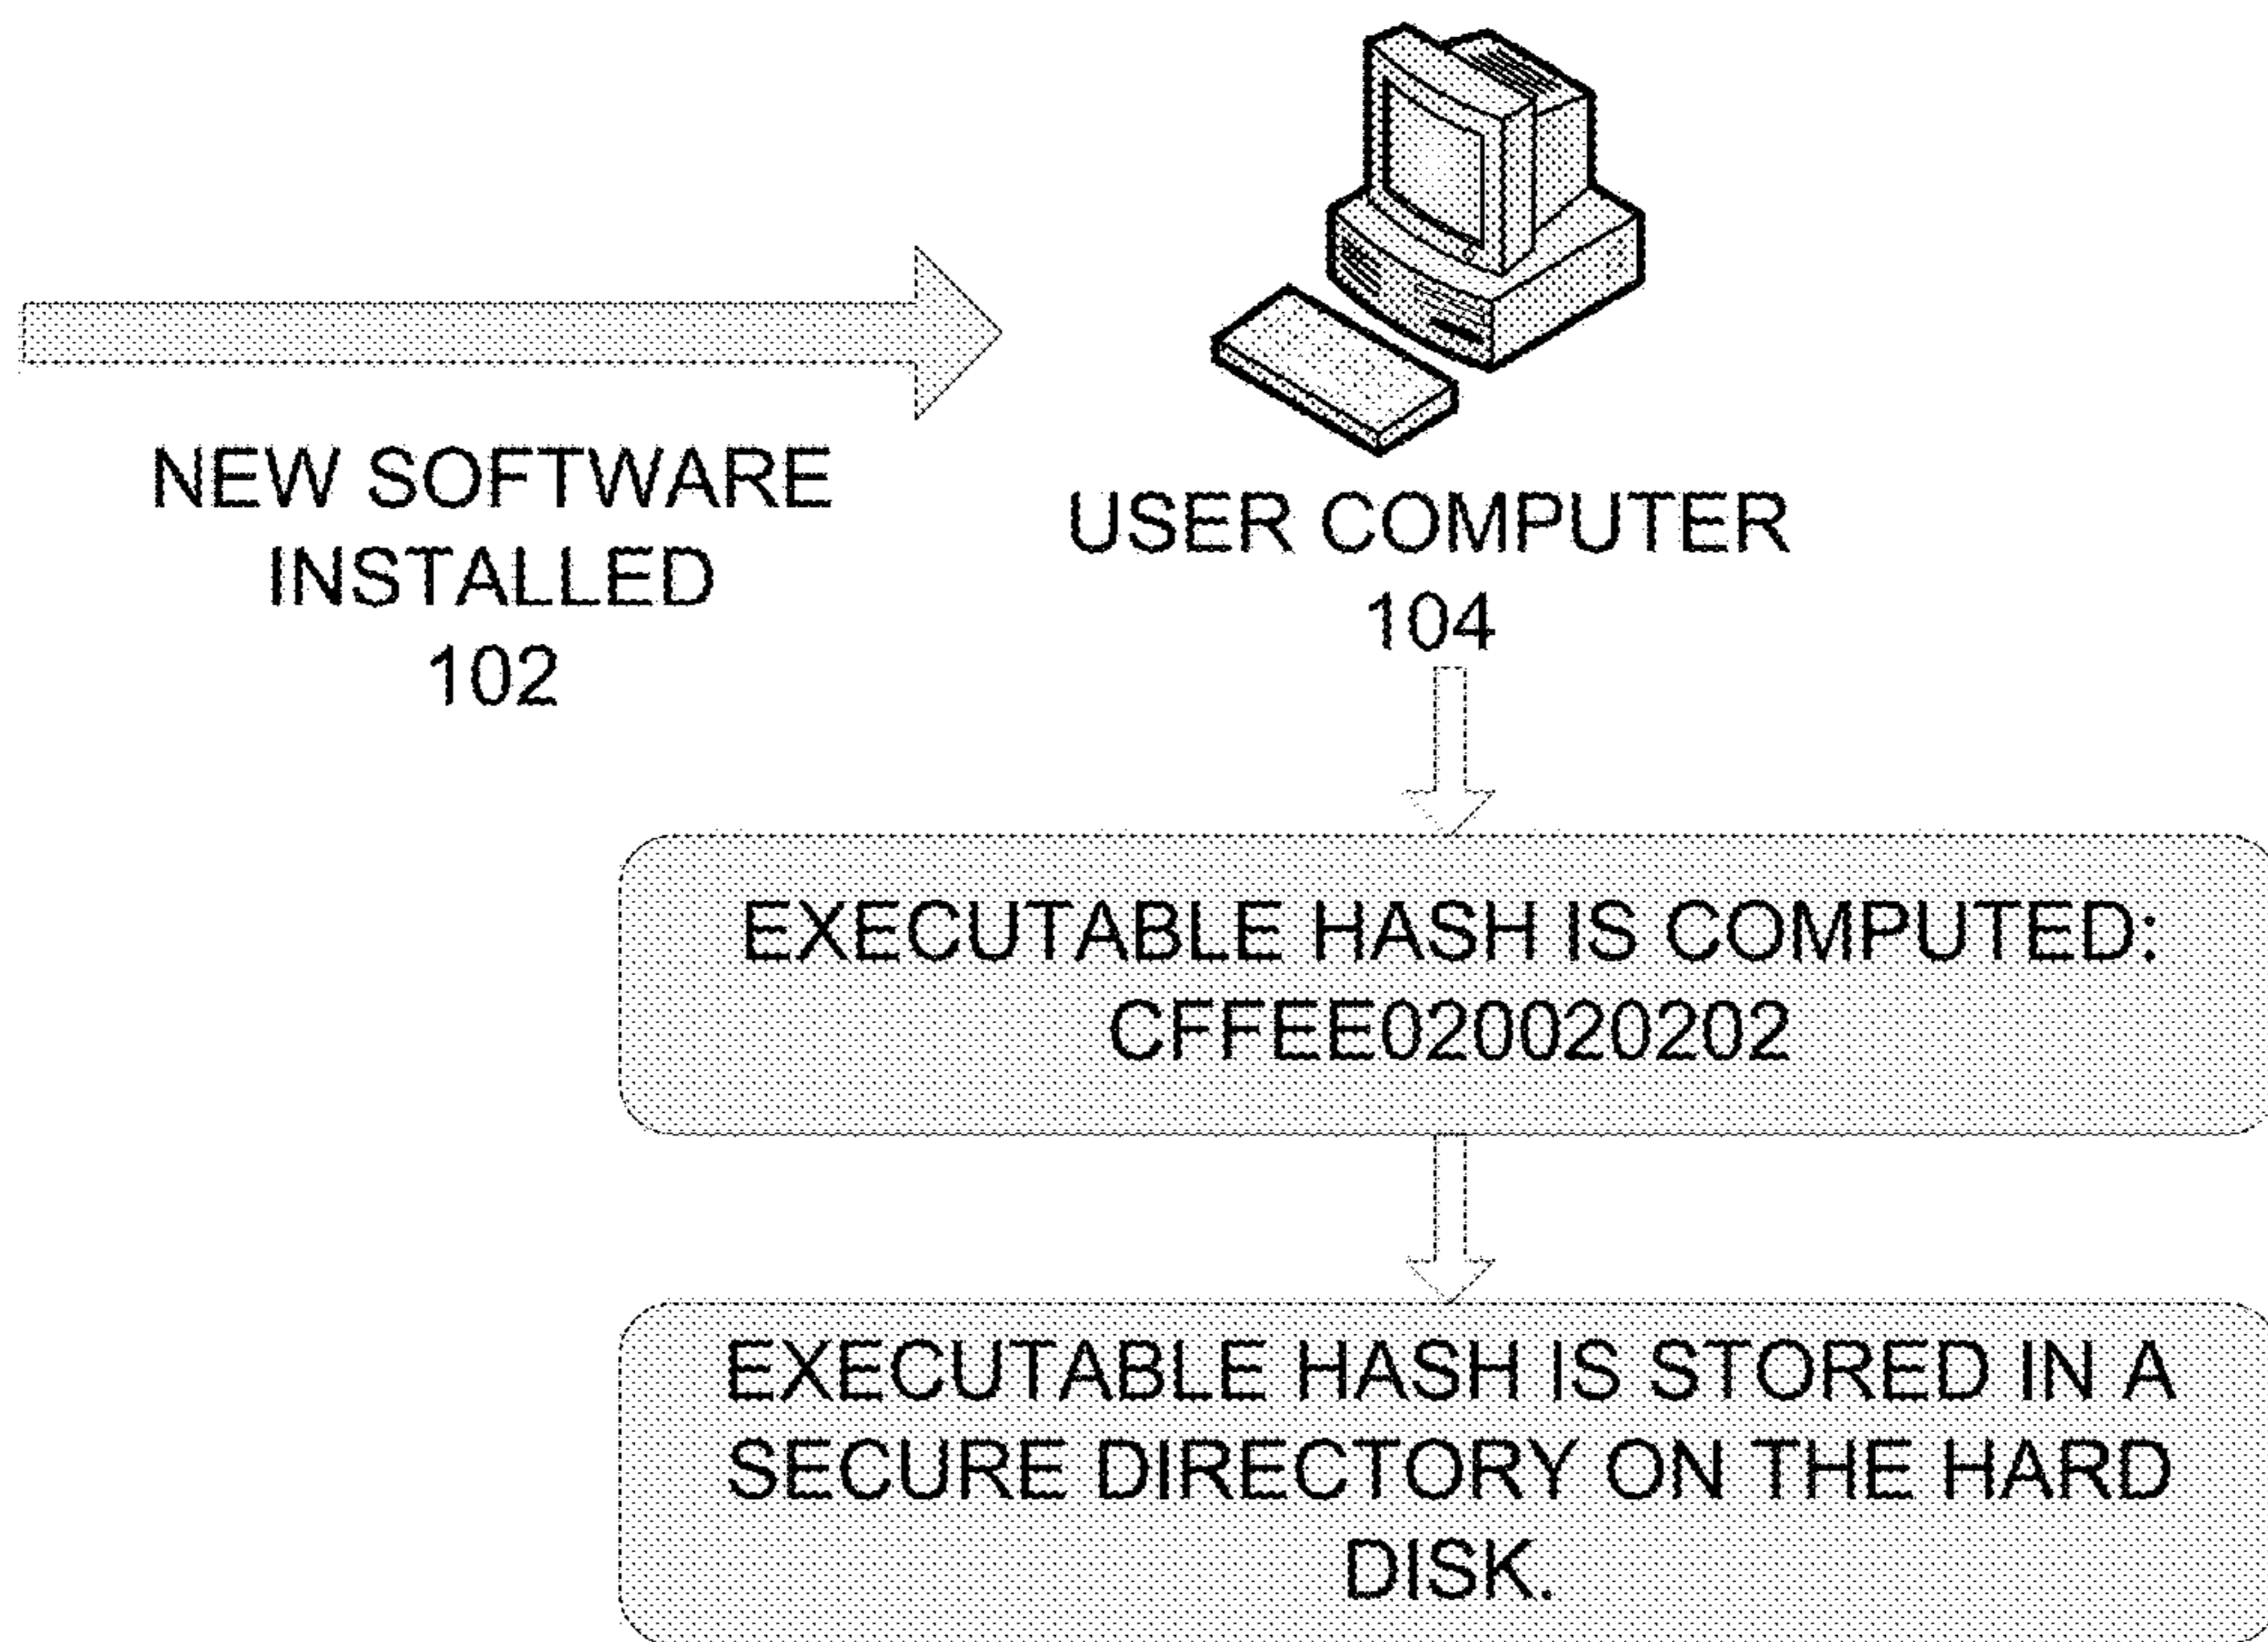 NEW SOFTWARE
INSTALLED
102
USER COMPUTER
104
EXECUTABLE HASH IS COMPUTED:
CFFEE020020202
EXECUTABLE HASH IS STORED IN A
SECURE DIRECTORY ON THE HARD
DISK.